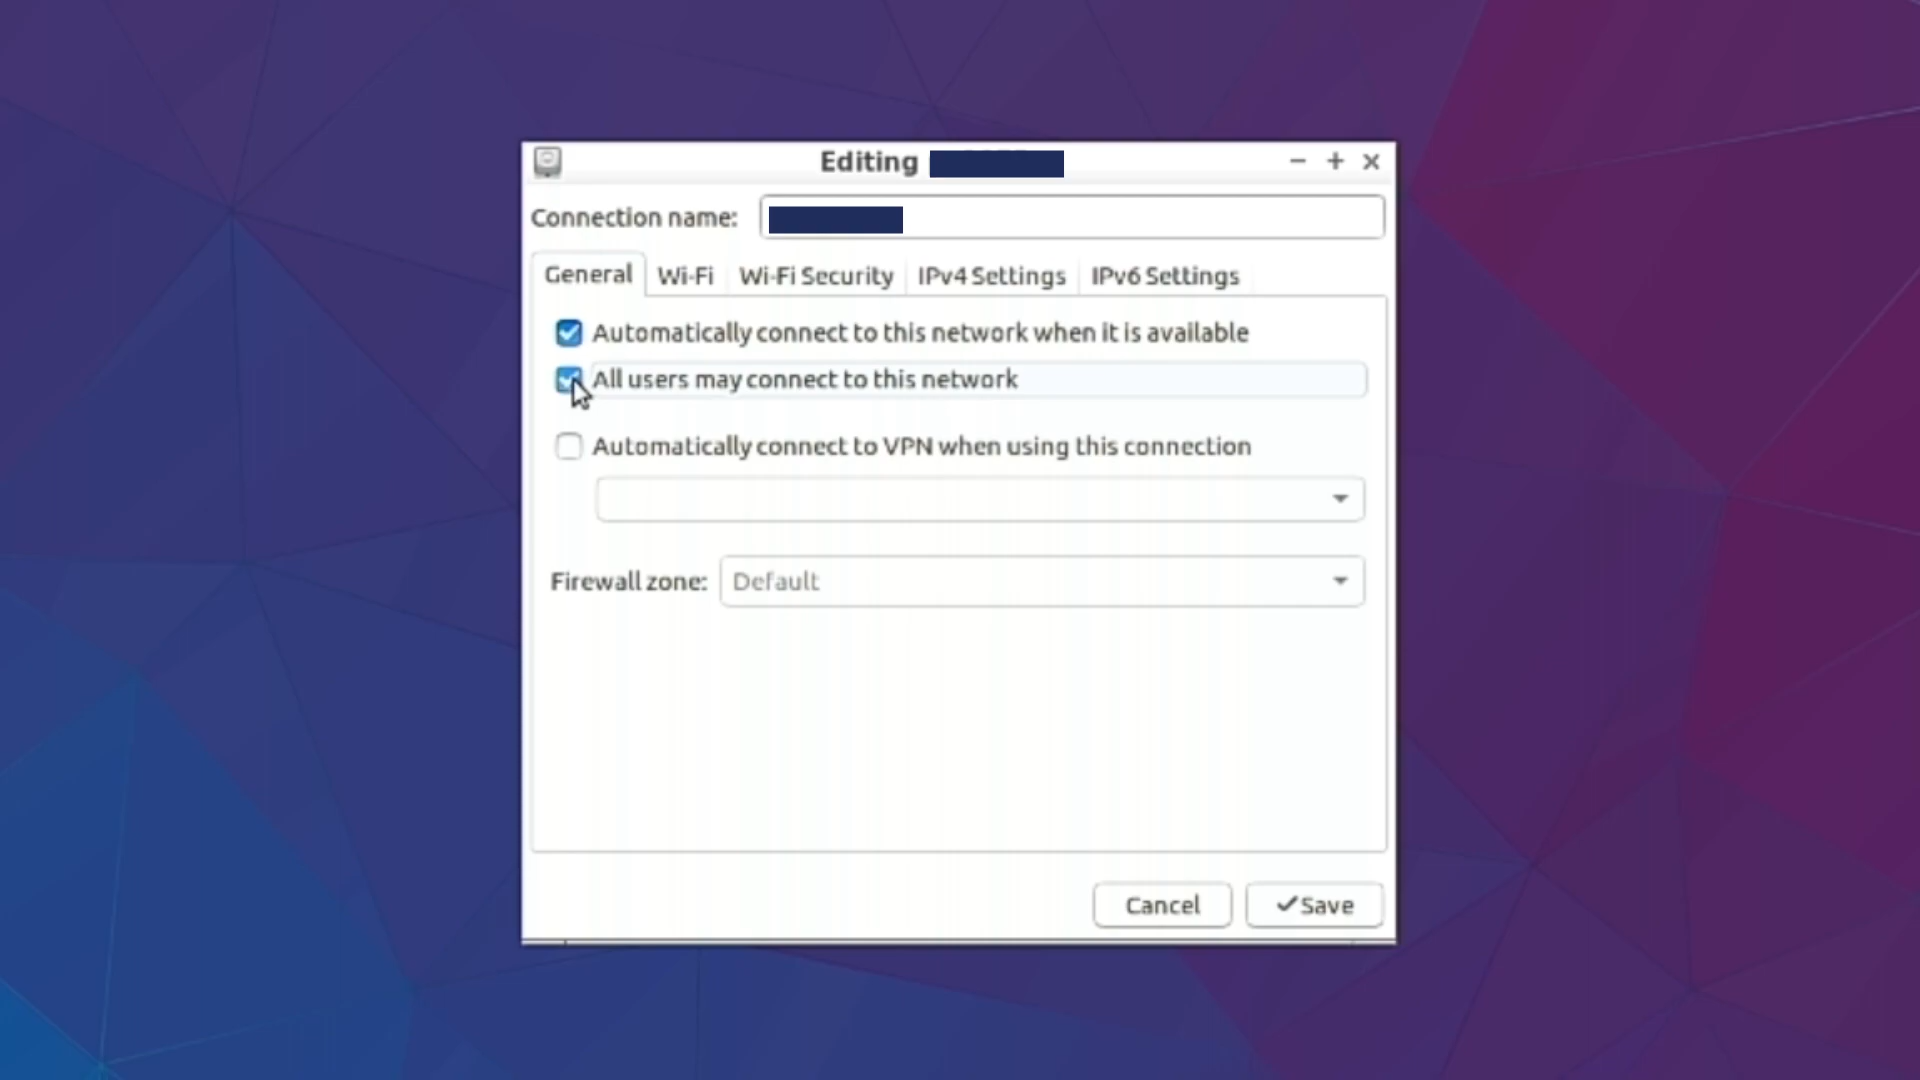 Editing
Connection name:
General Wi-Fi Wi-Fi Security IPv4 Settings IPv6 Settings
Automatically connect to this network when it is available
All users may connect to this network
Automatically connect to VPN when using this connection
Firewall zone: Default
Cancel Save